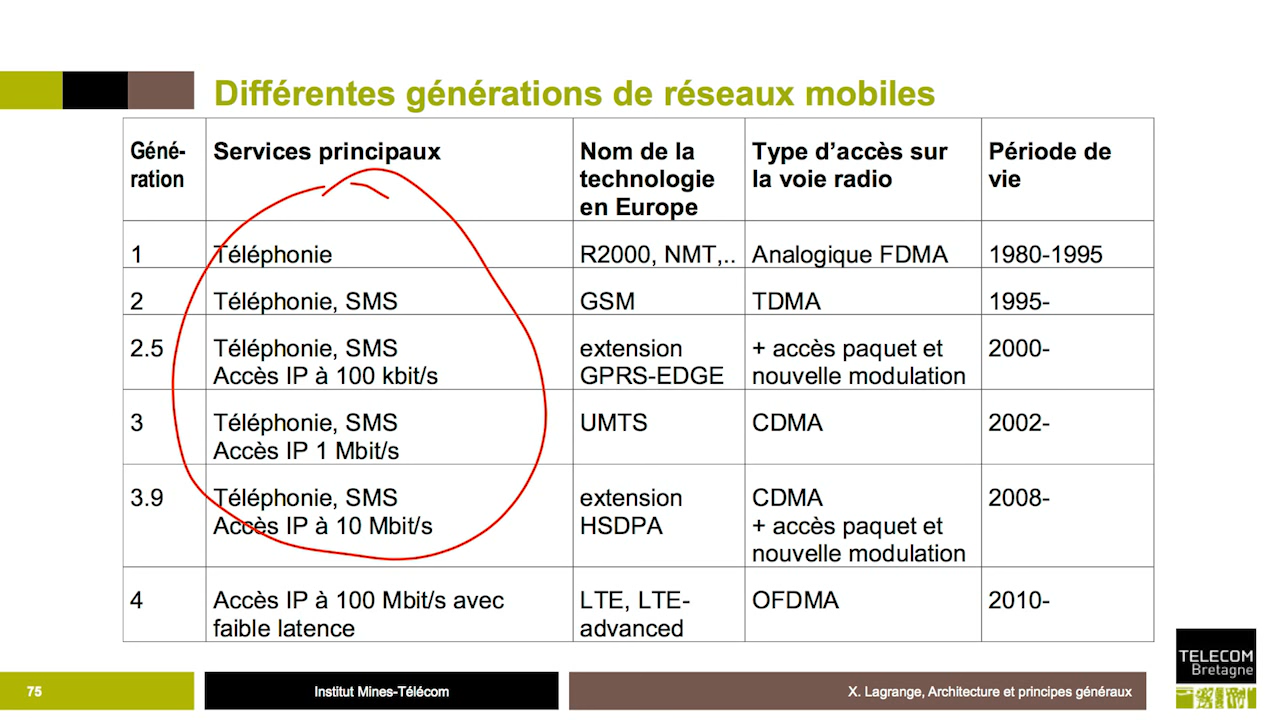 Différentes générations de réseaux mobiles
Géné-
ration
Services principaux
Nom de la
technologie
en Europe
Type d’accès sur
la voie radio
Période de
vie
1
Téléphonie
R2000, NMT,..
Analogique FDMA
1980-1995
2
Téléphonie, SMS
GSM
TDMA
1995-
2.5
Téléphonie, SMS
Accès IP à 100 kbit/s
extension
GPRS-EDGE
+ accès paquet et
nouvelle modulation
2000-
3
Téléphonie, SMS
Accès IP 1 Mbit/s
UMTS
CDMA
2002-
3.9
Téléphonie, SMS
Accès IP à 10 Mbit/s
extension
HSDPA
CDMA
+ accès paquet et
nouvelle modulation
2008-
4
Accès IP à 100 Mbit/s avec
faible latence
LTE, LTE-
advanced
OFDMA
2010-
TELECOM
Bretagne
75
Institut Mines-Télécom
X. Lagrange, Architecture et principes généraux